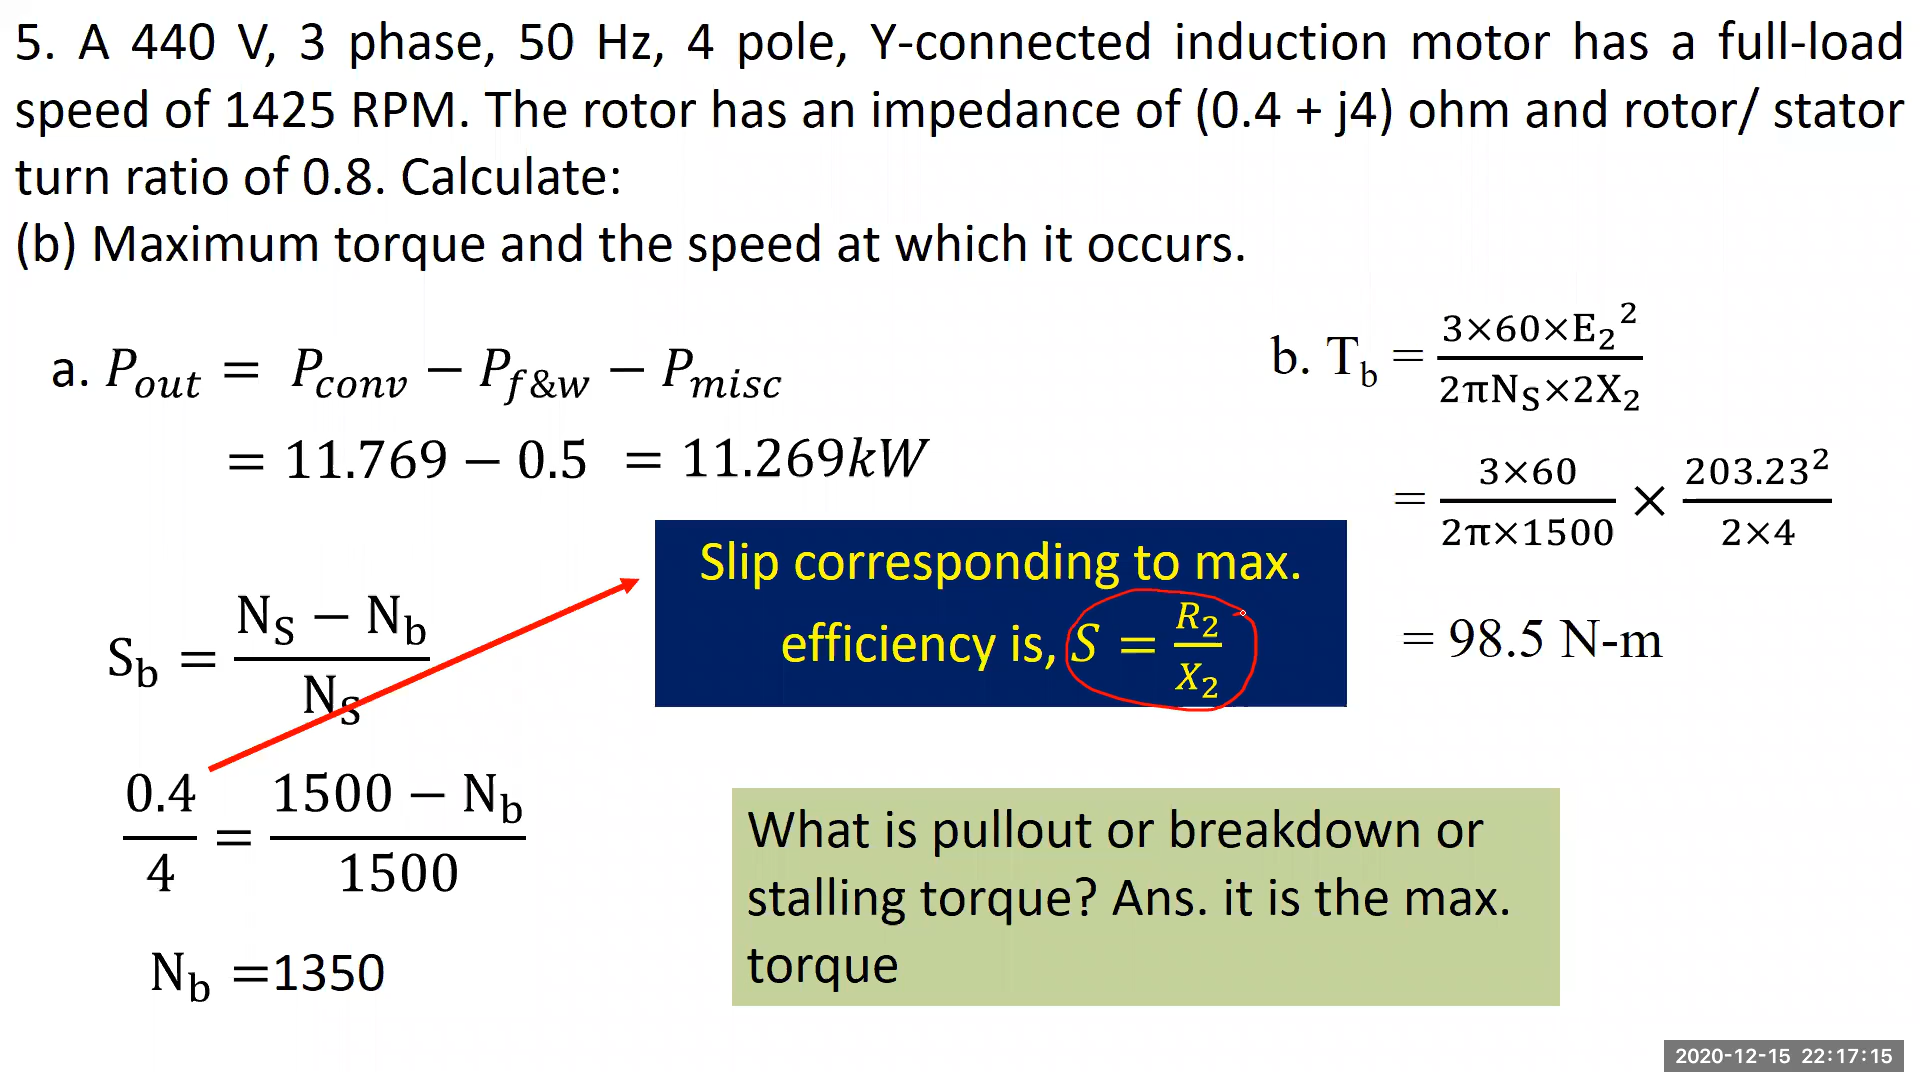 5. A 440 V, 3 phase, 50 Hz, 4 pole, Y-connected induction motor has a full-load
speed of 1425 RPM. The rotor has an impedance of (0.4 + j4) ohm and rotor/ stator
turn ratio of 0.8. Calculate:
(b) Maximum torque and the speed at which it occurs.
a. P_out = P_conv − P_f&w − P_misc
= 11.769 − 0.5 = 11.269kW
S_b = (N_S − N_b) / N_S
0.4/4 = (1500 − N_b) / 1500
N_b =1350
Slip corresponding to max.
efficiency is, S = R_2/X_2
What is pullout or breakdown or
stalling torque? Ans. it is the max.
torque
b. T_b = (3×60×E_2²) / (2πN_S×2X_2)
= (3×60) / (2π×1500) × 203.23² / (2×4)
= 98.5 N-m
2020-12-15 22:17:15